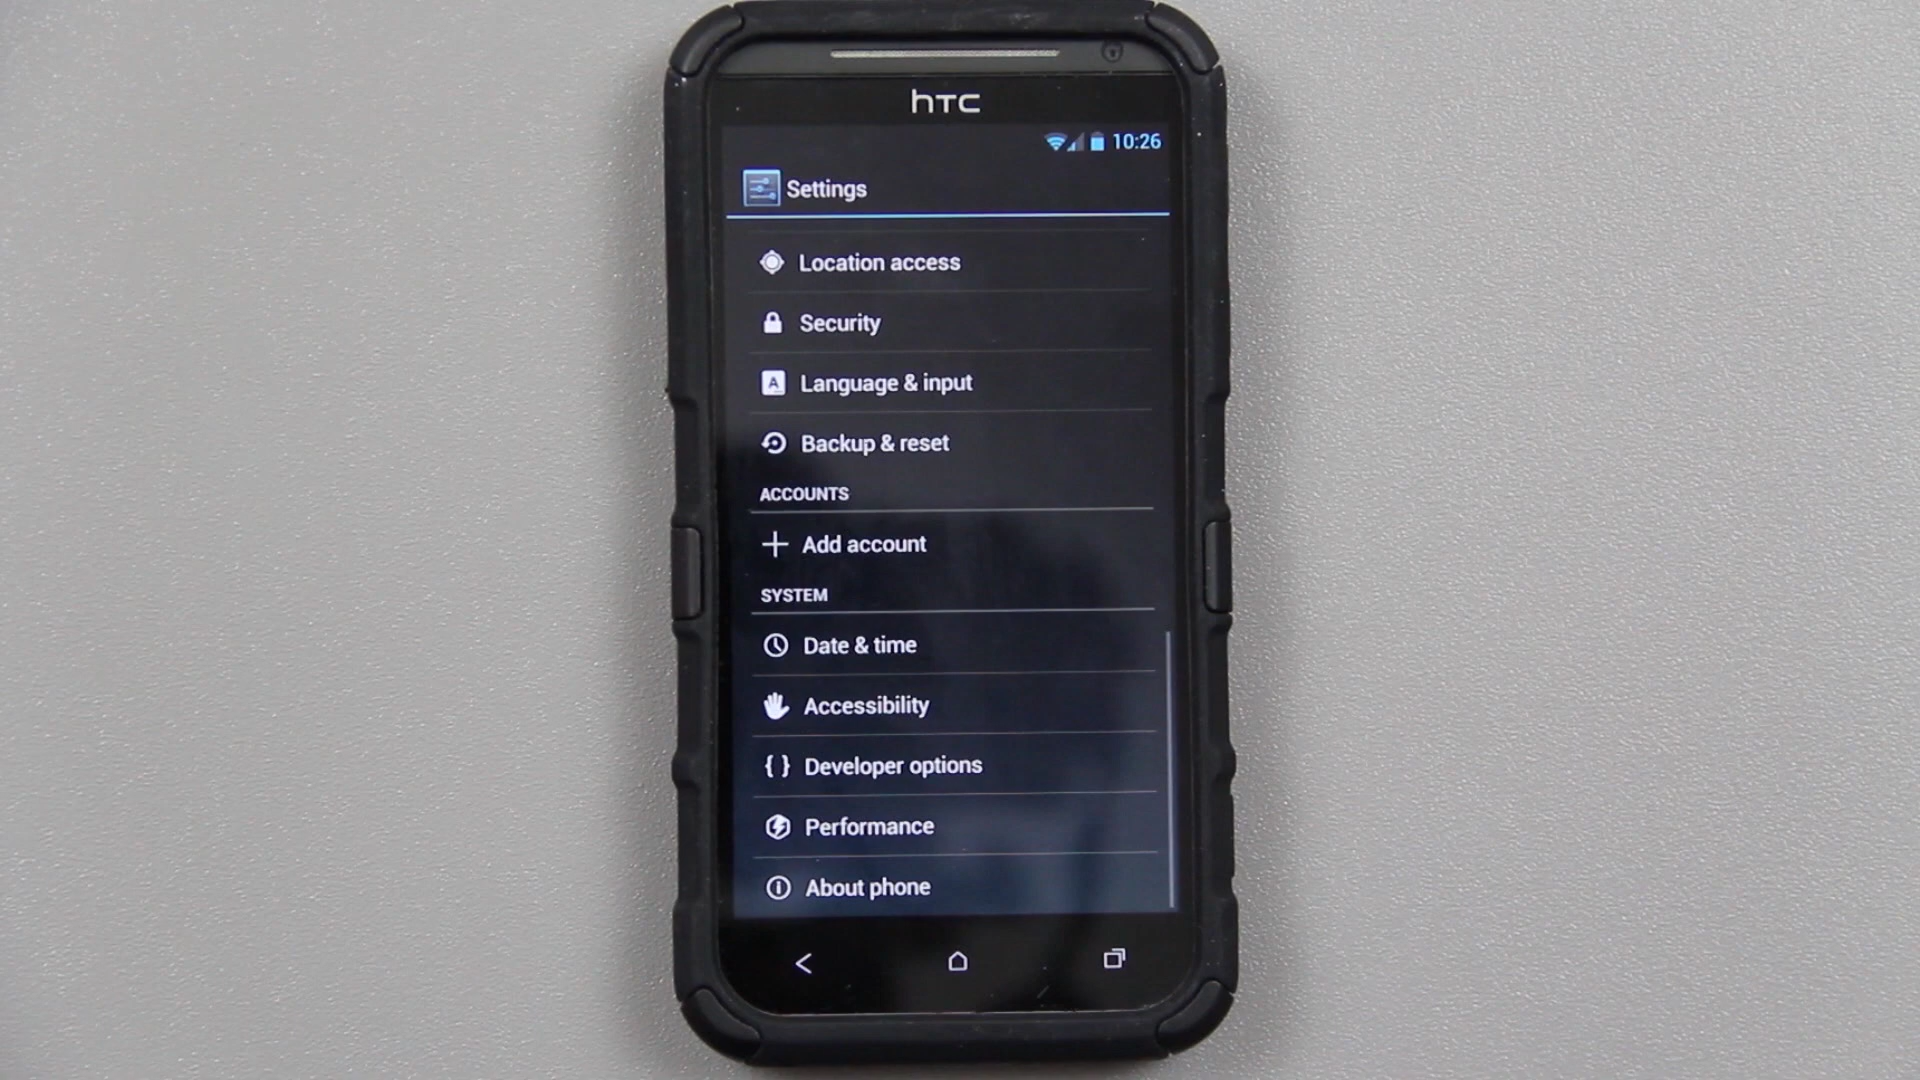 hTC
10:26
Settings
Location access
Security
A Language & input
Backup & reset
ACCOUNTS
Add account
SYSTEM
Date & time
Accessibility
{ } Developer options
Performance
About phone